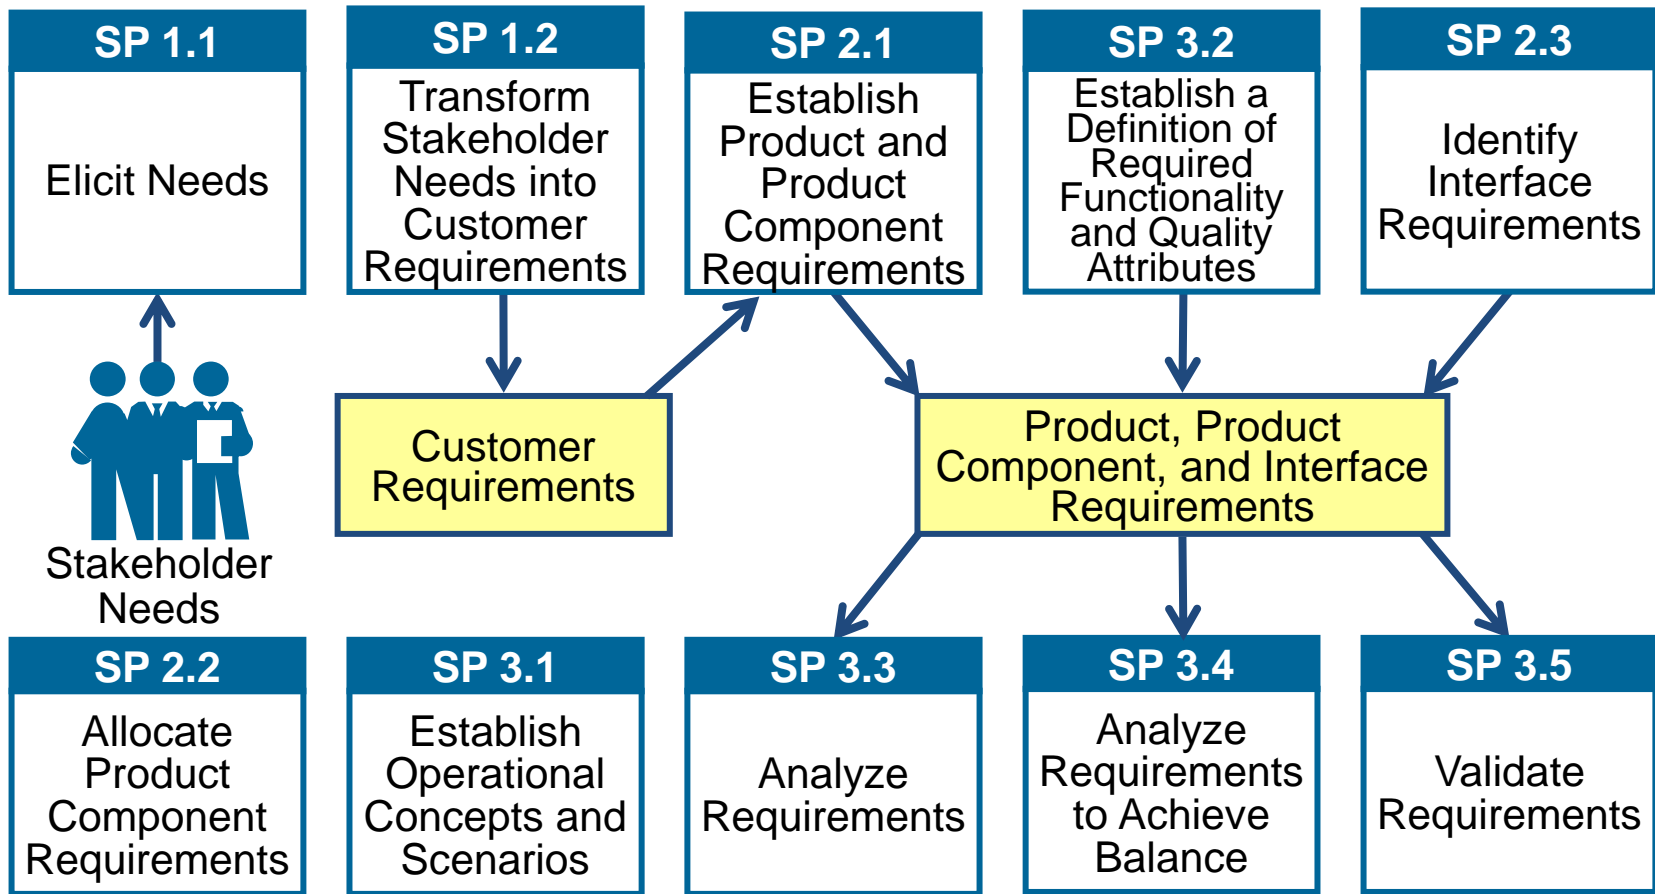 SP 1.1
Elicit Needs
SP 1.2
Transform
Stakeholder
Needs into
Customer
Requirements
SP 2.1
Establish
Product and
Product
Component
Requirements
SP 3.2
Establish a
Definition of
Required
Functionality
and Quality
Attributes
SP 2.3
Identify
Interface
Requirements
Stakeholder
Needs
Customer
Requirements
Product, Product
Component, and Interface
Requirements
SP 2.2
Allocate
Product
Component
Requirements
SP 3.1
Establish
Operational
Concepts and
Scenarios
SP 3.3
Analyze
Requirements
SP 3.4
Analyze
Requirements
to Achieve
Balance
SP 3.5
Validate
Requirements